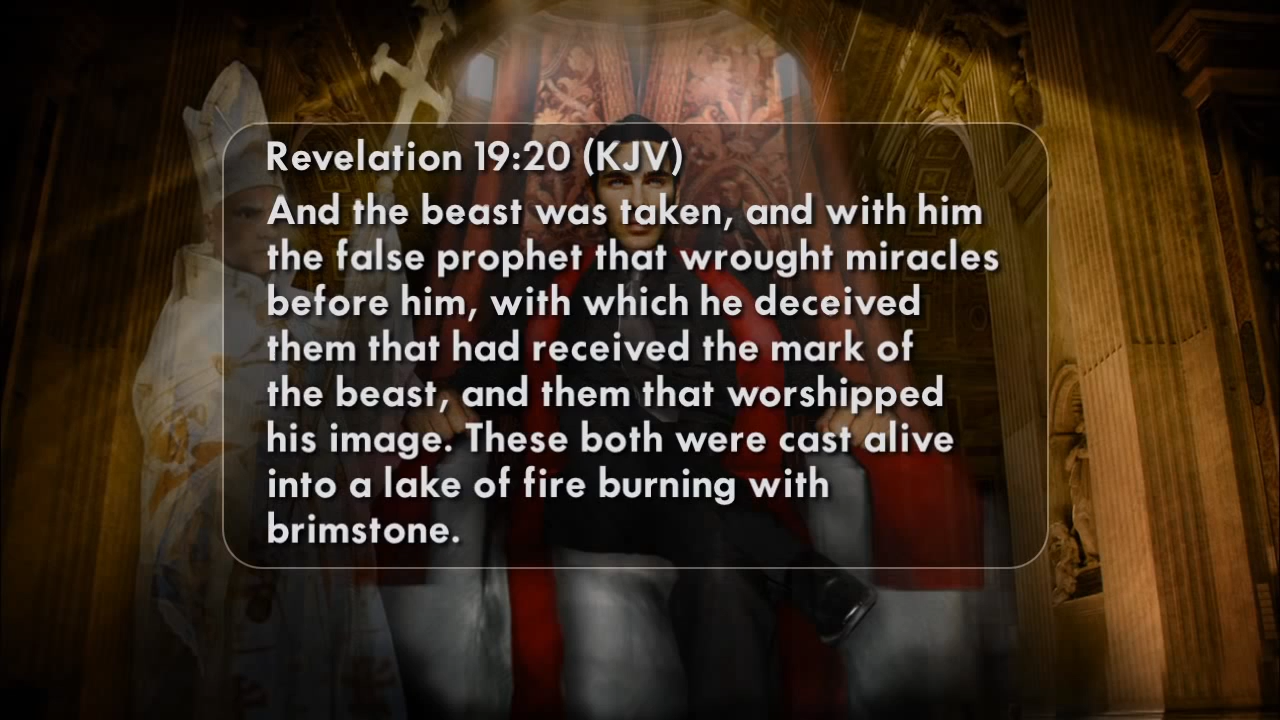 Revelation 19:20 (KJV)
And the beast was taken, and with him
the false prophet that wrought miracles
before him, with which he deceived
them that had received the mark of
the beast, and them that worshipped
his image. These both were cast alive
into a lake of fire burning with
brimstone.